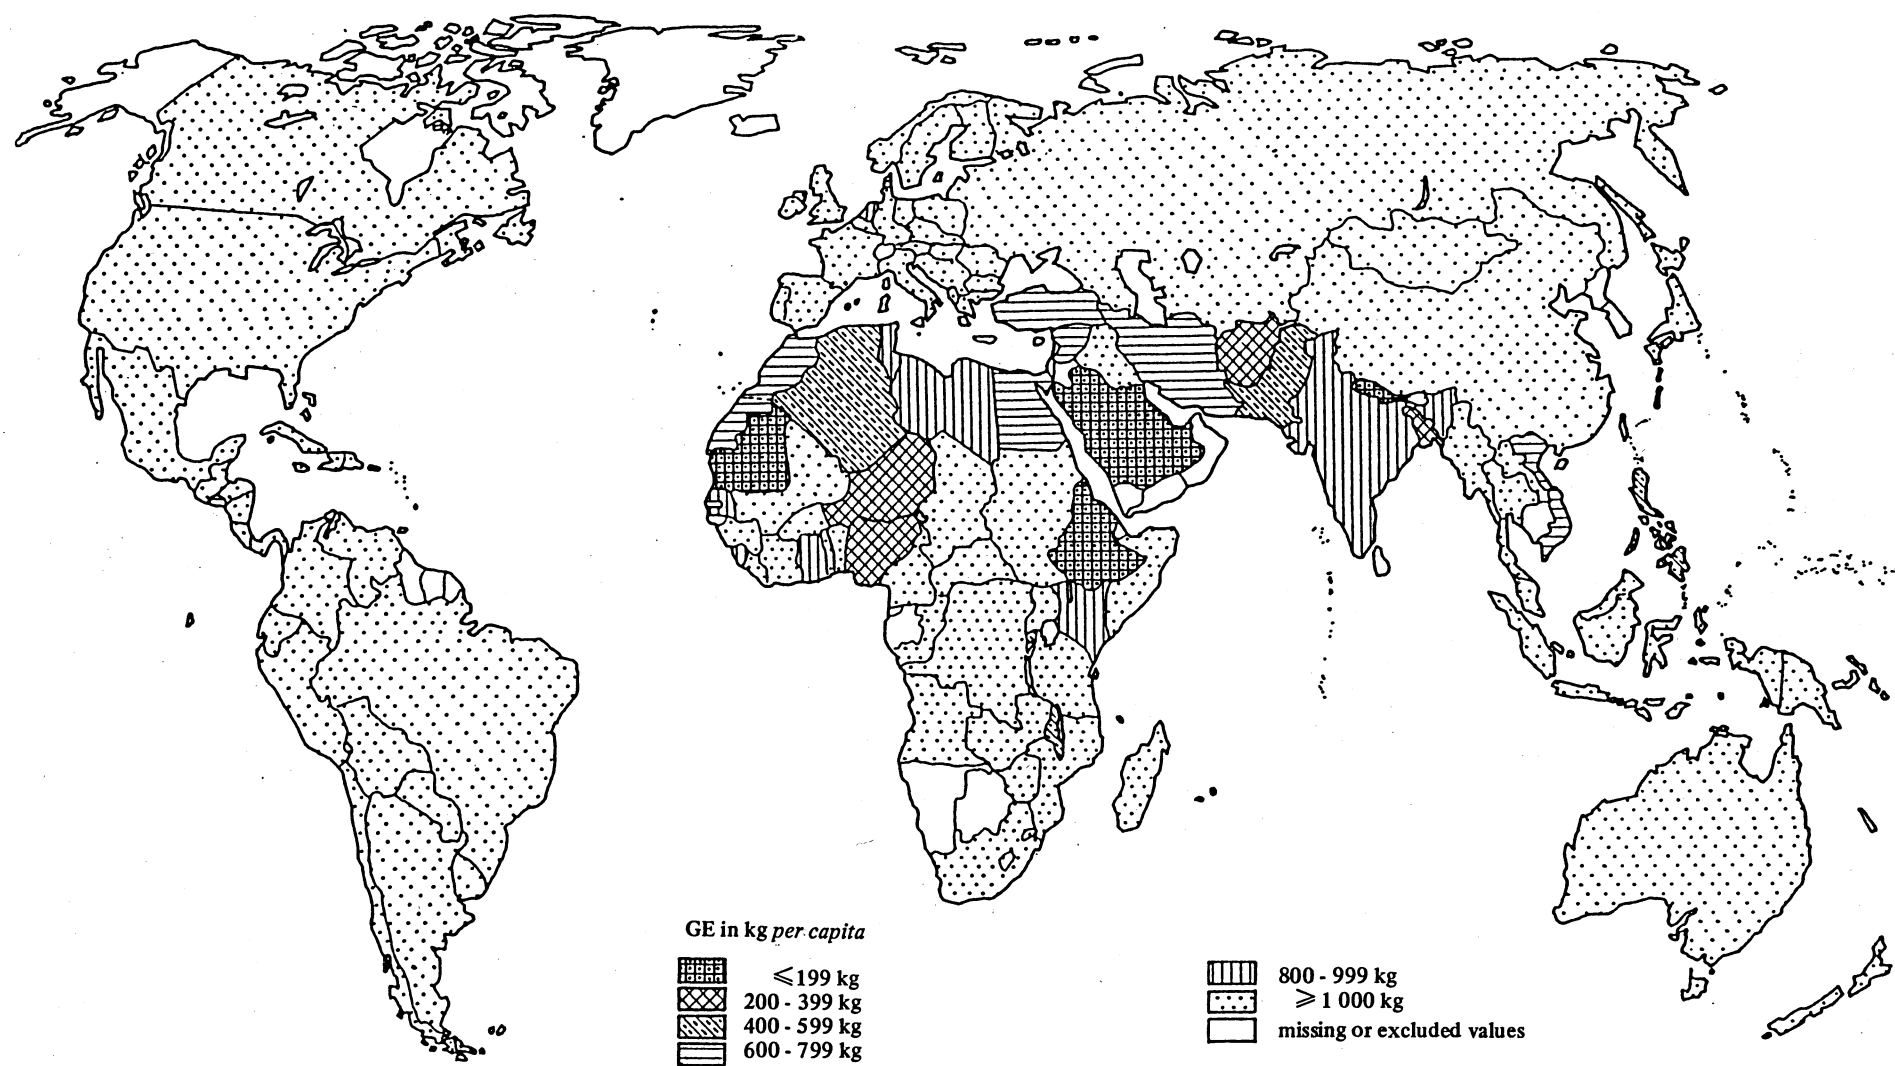 GE in kg per capita
⩽199 kg
200 - 399 kg
400 - 599 kg
600 - 799 kg
800 - 999 kg
⩾1 000 kg
missing or excluded values